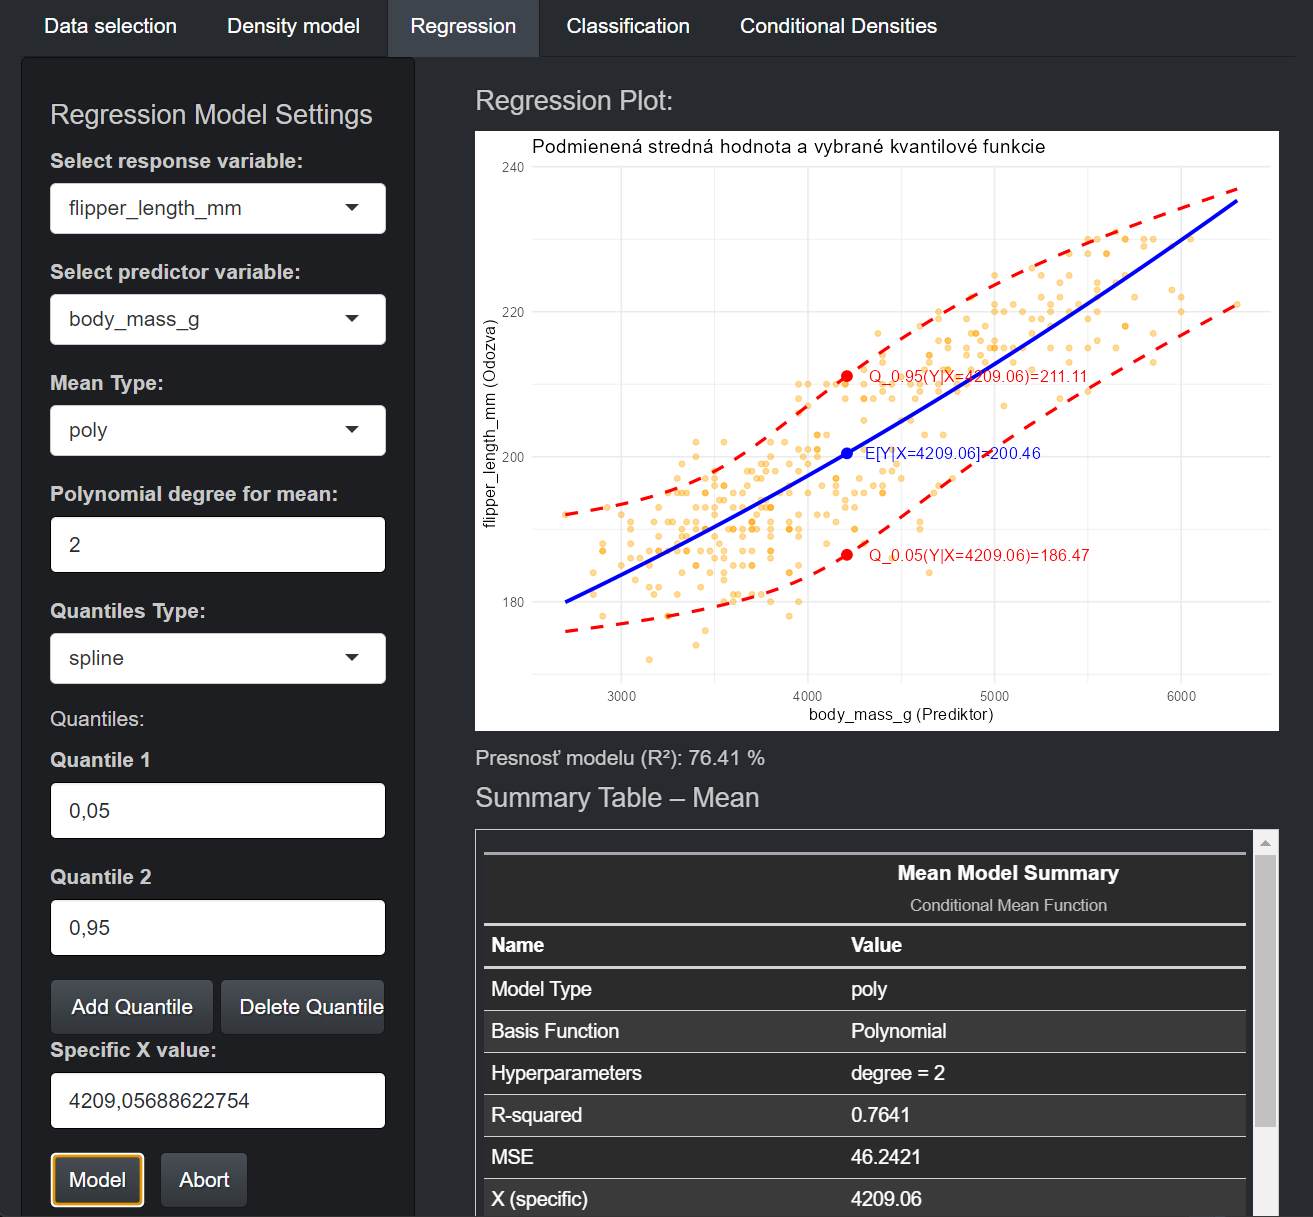 Data selection Density model Regression Classification Conditional Densities
Regression Model Settings
Select response variable:
flipper_length_mm
Select predictor variable:
body_mass_g
Mean Type:
poly
Polynomial degree for mean:
2
Quantiles Type:
spline
Quantiles:
Quantile 1
0,05
Quantile 2
0,95
Add Quantile Delete Quantile
Specific X value:
4209,05688622754
Model Abort
Regression Plot:
Podmienená stredná hodnota a vybrané kvantilové funkcie
240
220
200
180
flipper_length_mm (Odozva)
Q_0.95(Y|X=4209.06)=211.11
E[Y|X=4209.06]=200.46
Q_0.05(Y|X=4209.06)=186.47
3000 4000 5000 6000
body_mass_g (Prediktor)
Presnosť modelu (R²): 76.41 %
Summary Table – Mean
Mean Model Summary
Conditional Mean Function
Name Value
Model Type poly
Basis Function Polynomial
Hyperparameters degree = 2
R-squared 0.7641
MSE 46.2421
X (specific) 4209.06